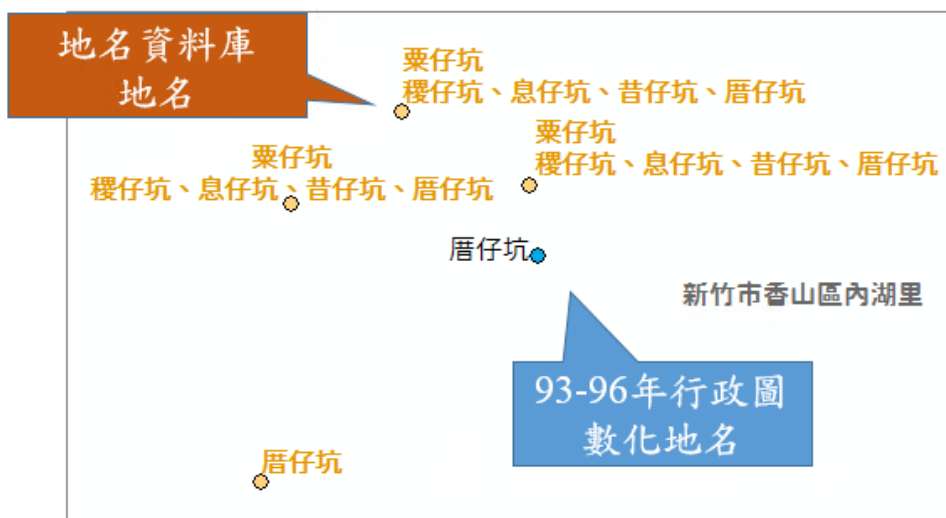 地名資料庫
地名
粟仔坑
稷仔坑、息仔坑、昔仔坑、厝仔坑
粟仔坑
稷仔坑、息仔坑、昔仔坑、厝仔坑
粟仔坑
稷仔坑、息仔坑、昔仔坑、厝仔坑
厝仔坑
新竹市香山區內湖里
93-96年行政圖
數化地名
厝仔坑